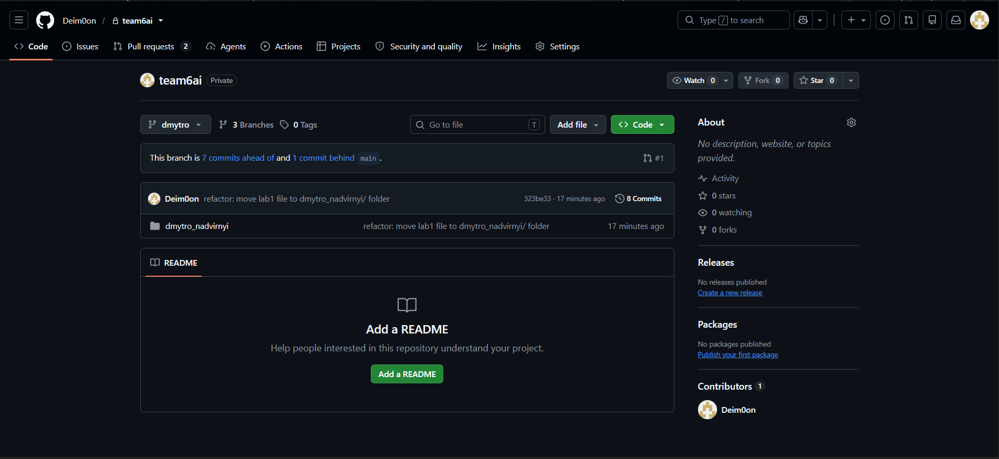 Deim0on / team6ai
Type / to search
Code Issues Pull requests 2 Agents Actions Projects Security and quality Insights Settings
team6ai Private
Watch 0 Fork 0 Star 0
dmytro 3 Branches 0 Tags
Go to file T Add file Code
This branch is 7 commits ahead of and 1 commit behind main .
#1
Deim0on refactor: move lab1 file to dmytro_nadvirnyi/ folder 323be33 · 17 minutes ago 8 Commits
dmytro_nadvirnyi refactor: move lab1 file to dmytro_nadvirnyi/ folder 17 minutes ago
README
Add a README
Help people interested in this repository understand your project.
Add a README
About
No description, website, or topics
provided.
Activity
0 stars
0 watching
0 forks
Releases
No releases published
Create a new release
Packages
No packages published
Publish your first package
Contributors 1
Deim0on